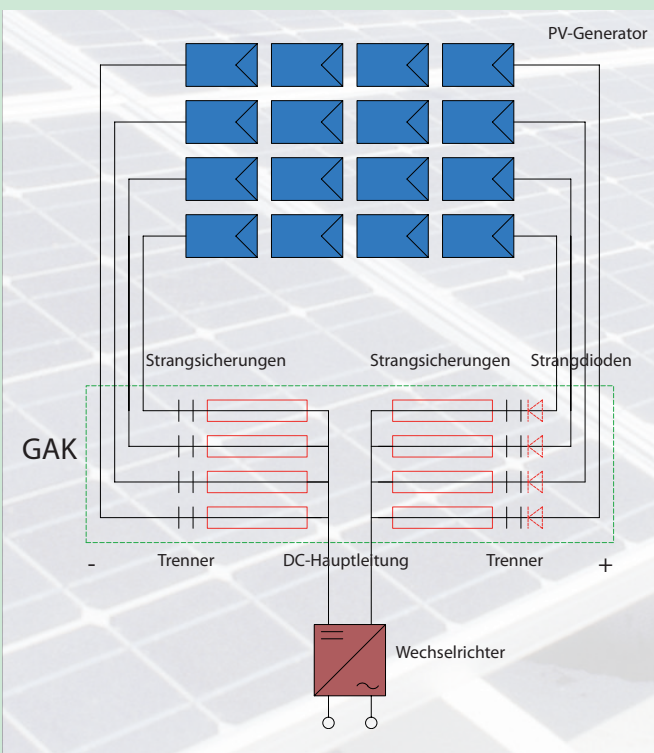 PV-Generator
Strangsicherungen Strangsicherungen Strangdioden
GAK
- Trenner DC-Hauptleitung Trenner +
Wechselrichter